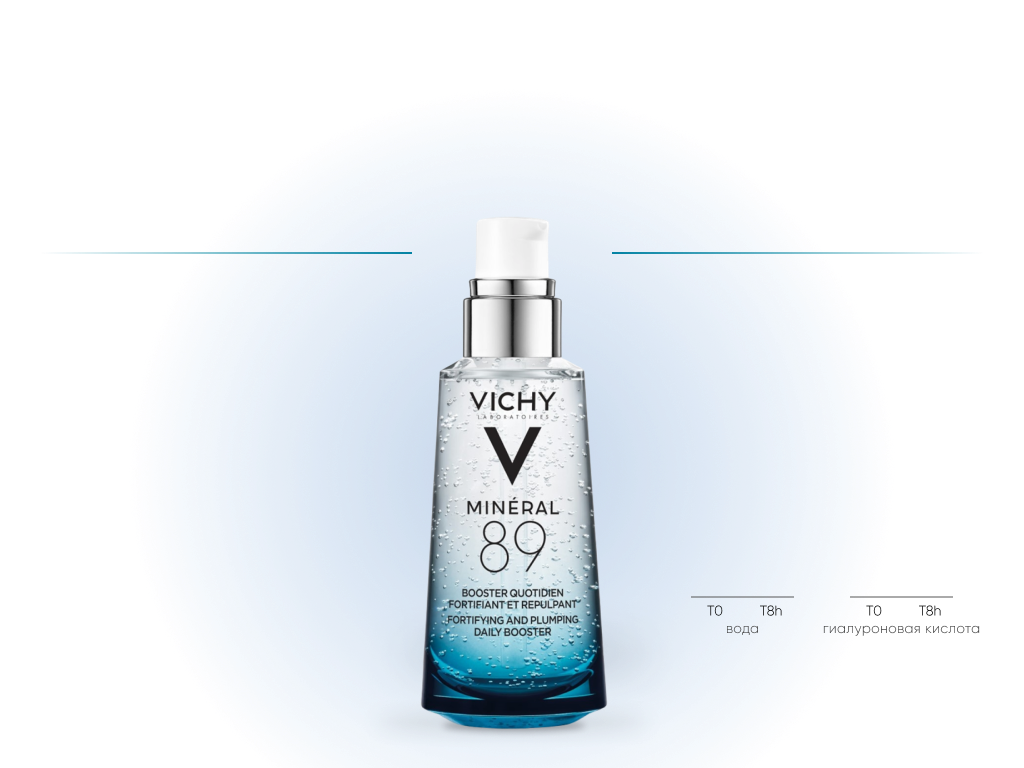 VICHY
LABORATOIRES
V
MINÉRAL
89
BOOSTER QUOTIDIEN
FORTIFIANT ET REPULPANT
FORTIFYING AND PLUMPING
DAILY BOOSTER
T0 T8h
вода
T0 T8h
гиалуроновая кислота